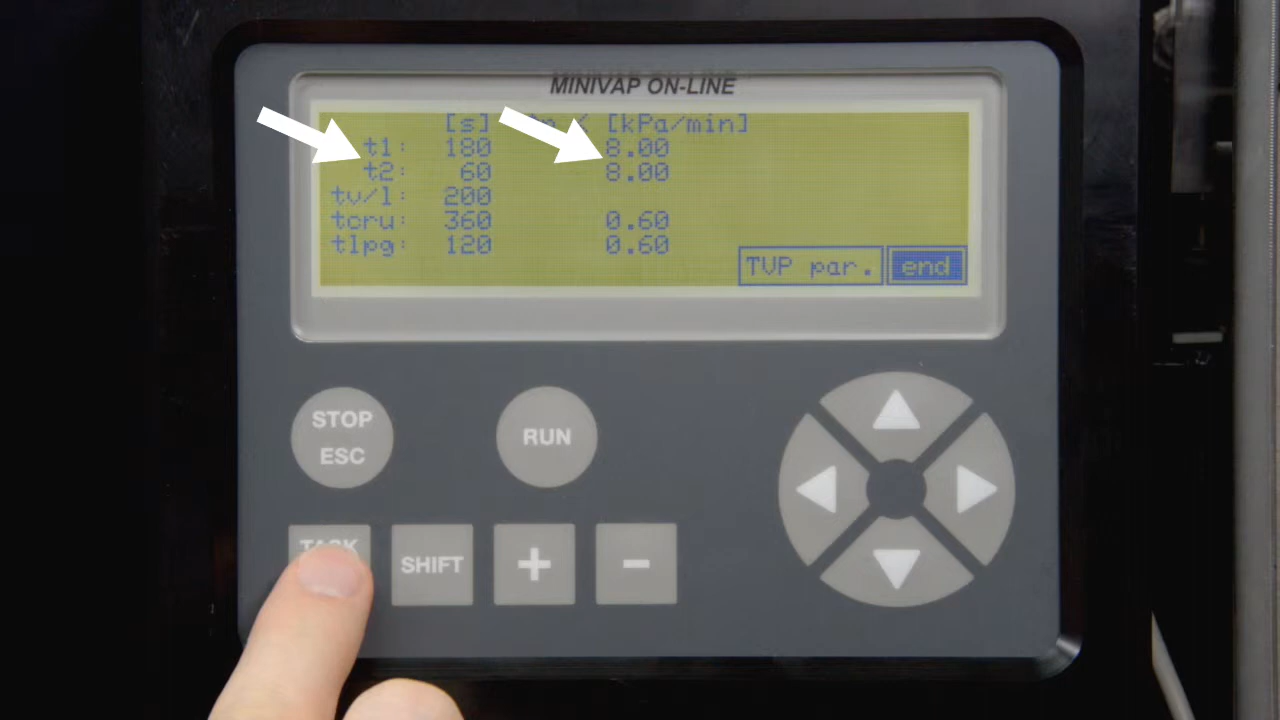 MINIVAP ON-LINE
[s] [kPa/min]
t1: 180 8.00
t2: 60 8.00
tv/l: 200
tcru: 360 0.60
tlpg: 120 0.60
TVP par. end
STOP
ESC
RUN
SHIFT
+
-